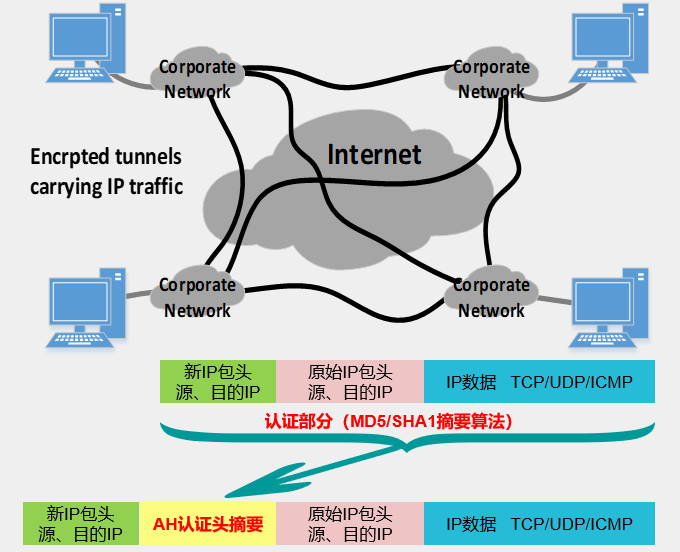 Corporate
Network
Corporate
Network
Encrpted tunnels
carrying IP traffic
Internet
Corporate
Network
Corporate
Network
新IP包头
源、目的IP
原始IP包头
源、目的IP
IP数据 TCP/UDP/ICMP
认证部分（MD5/SHA1摘要算法）
新IP包头
源、目的IP
AH认证头摘要
原始IP包头
源、目的IP
IP数据 TCP/UDP/ICMP